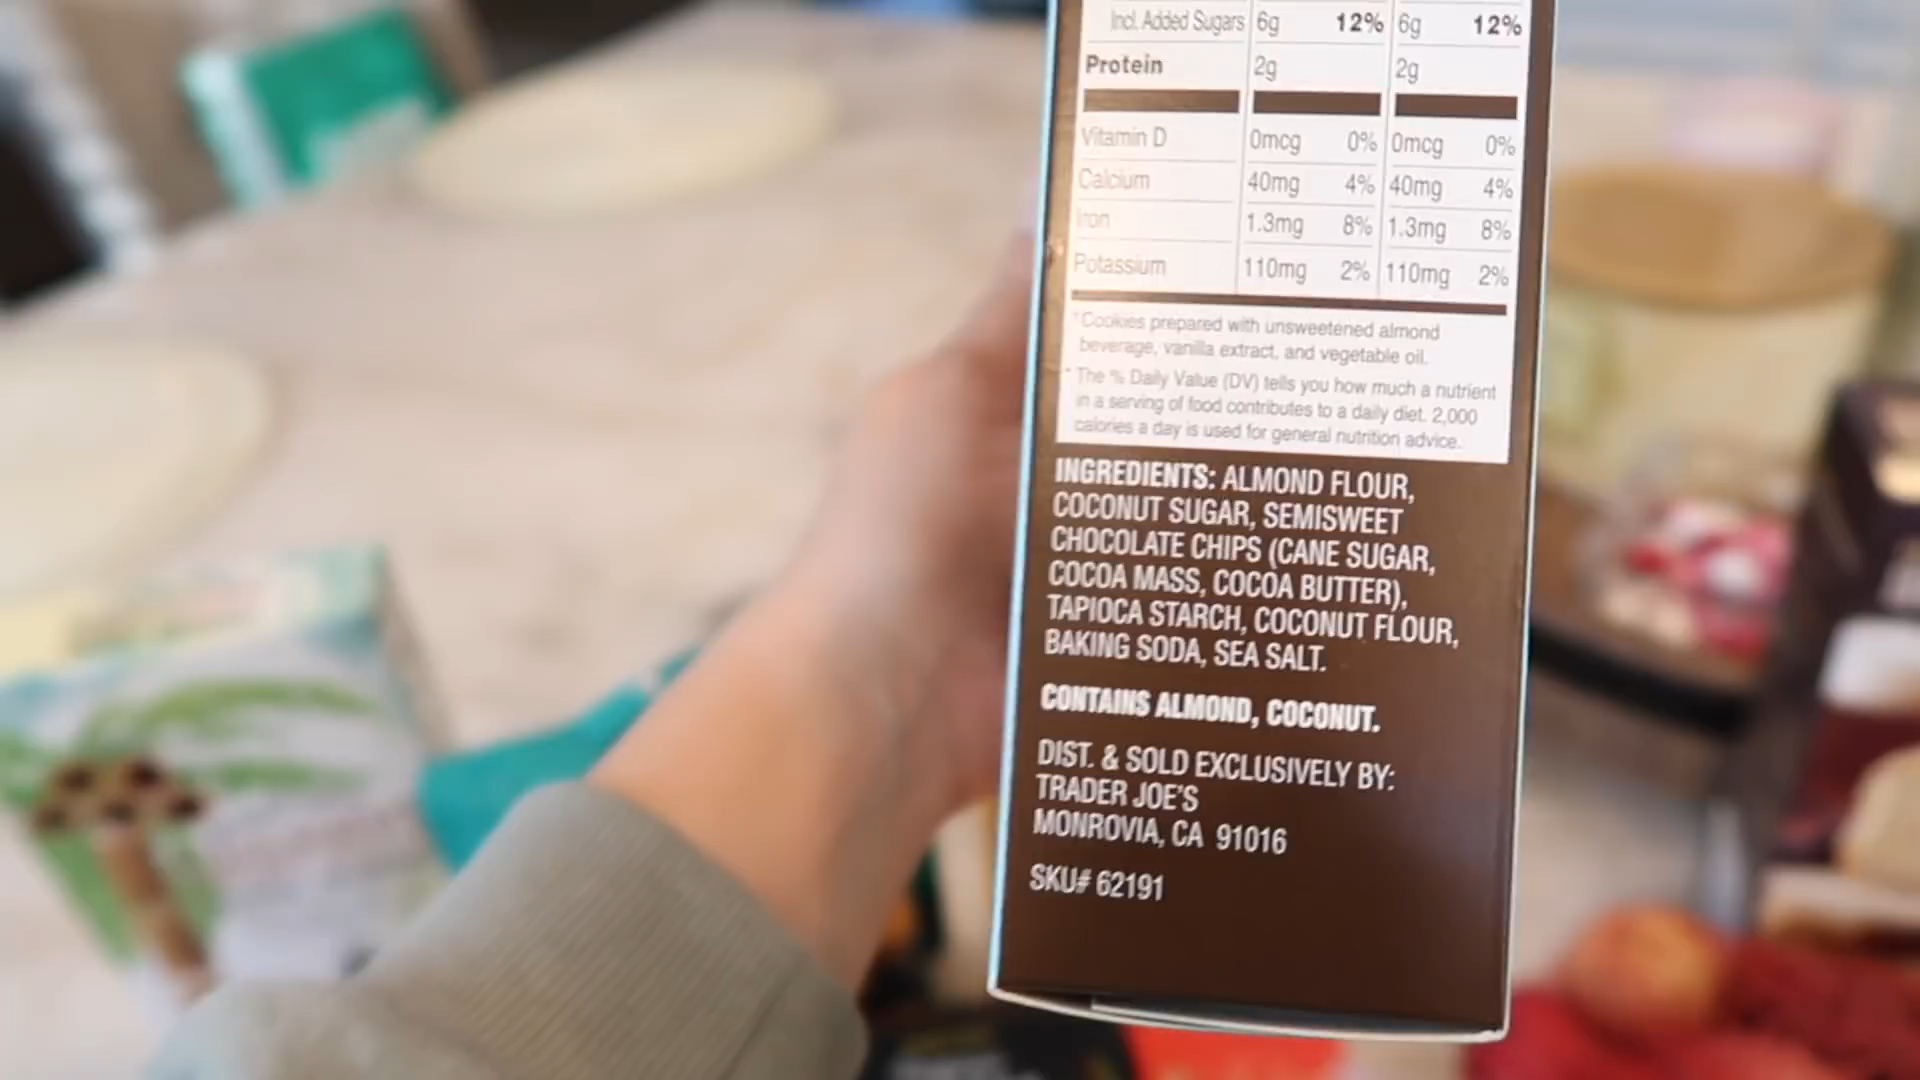 Incl. Added Sugars 6g 12% 6g 12%
Protein 2g 2g
Vitamin D 0mcg 0% 0mcg 0%
Calcium 40mg 4% 40mg 4%
Iron 1.3mg 8% 1.3mg 8%
Potassium 110mg 2% 110mg 2%
*Cookies prepared with unsweetened almond
beverage, vanilla extract, and vegetable oil.
* The % Daily Value (DV) tells you how much a nutrient
in a serving of food contributes to a daily diet. 2,000
calories a day is used for general nutrition advice.
INGREDIENTS: ALMOND FLOUR,
COCONUT SUGAR, SEMISWEET
CHOCOLATE CHIPS (CANE SUGAR,
COCOA MASS, COCOA BUTTER),
TAPIOCA STARCH, COCONUT FLOUR,
BAKING SODA, SEA SALT.
CONTAINS ALMOND, COCONUT.
DIST. & SOLD EXCLUSIVELY BY:
TRADER JOE'S
MONROVIA, CA 91016
SKU# 62191